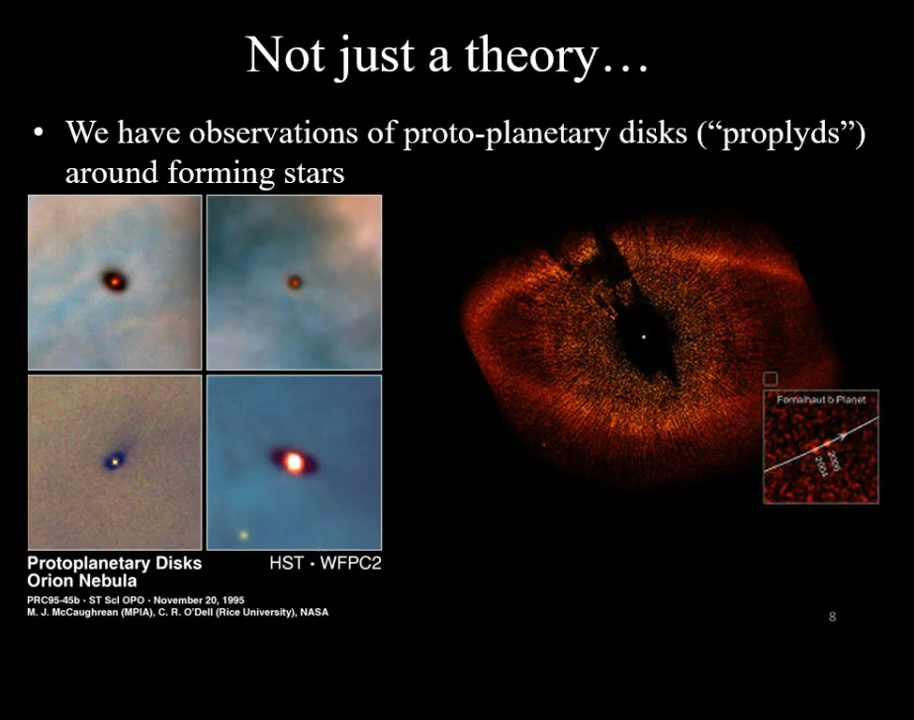 Not just a theory…
• We have observations of proto-planetary disks (“proplyds”)
around forming stars
Fomalhaut b Planet
2006
2004
Protoplanetary Disks
Orion Nebula
HST · WFPC2
PRC95-45b · ST ScI OPO · November 20, 1995
M. J. McCaughrean (MPIA), C. R. O'Dell (Rice University), NASA
8